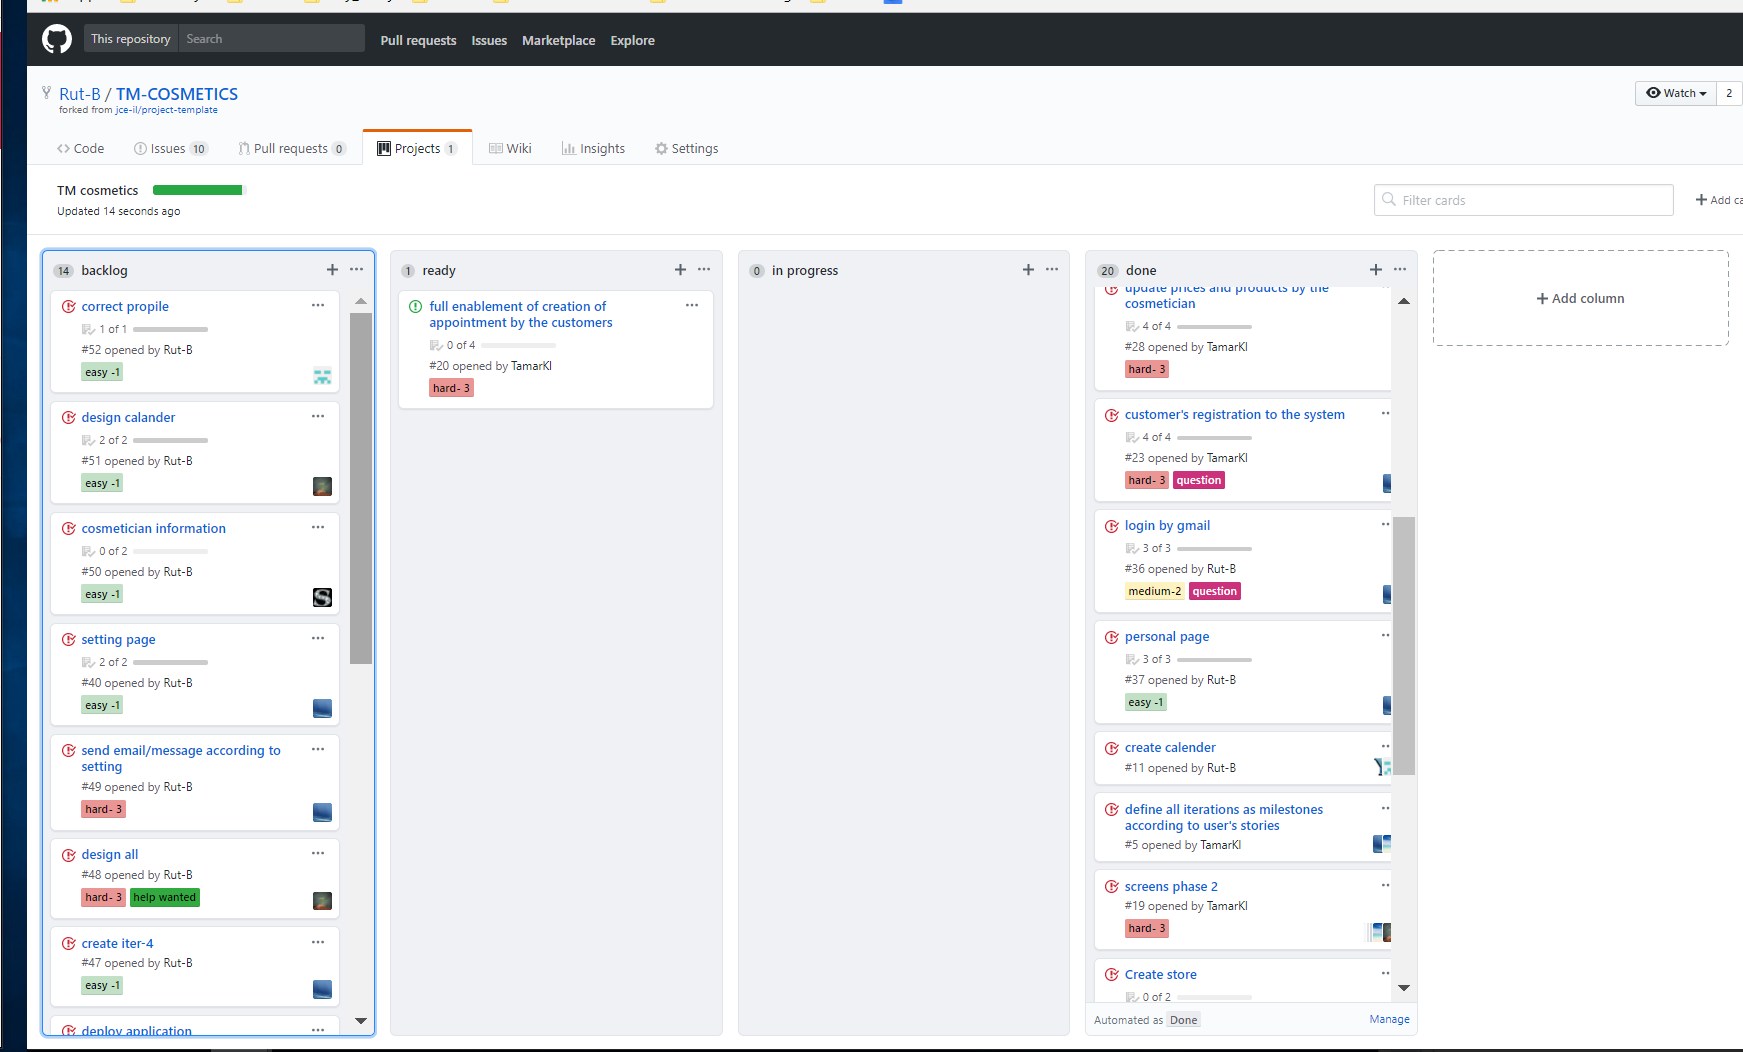 This repository Search Pull requests Issues Marketplace Explore
Rut-B / TM-COSMETICS
forked from jce-il/project-template
Watch 2
Code Issues 10 Pull requests 0 Projects 1 Wiki Insights Settings
TM cosmetics
Updated 14 seconds ago
Filter cards
Add ca
14 backlog
correct propile
1 of 1
#52 opened by Rut-B
easy -1
design calander
2 of 2
#51 opened by Rut-B
easy -1
cosmetician information
0 of 2
#50 opened by Rut-B
easy -1
setting page
2 of 2
#40 opened by Rut-B
easy -1
send email/message according to
setting
#49 opened by Rut-B
hard- 3
design all
#48 opened by Rut-B
hard- 3 help wanted
create iter-4
#47 opened by Rut-B
easy -1
deploy application
1 ready
full enablement of creation of
appointment by the customers
0 of 4
#20 opened by TamarKl
hard- 3
0 in progress
20 done
update prices and products by the
cosmetician
4 of 4
#28 opened by TamarKl
hard- 3
customer's registration to the system
4 of 4
#23 opened by TamarKl
hard- 3 question
login by gmail
3 of 3
#36 opened by Rut-B
medium-2 question
personal page
3 of 3
#37 opened by Rut-B
easy -1
create calender
#11 opened by Rut-B
define all iterations as milestones
according to user's stories
#5 opened by TamarKl
screens phase 2
#19 opened by TamarKl
hard- 3
Create store
0 of 2
Automated as Done Manage
Add column